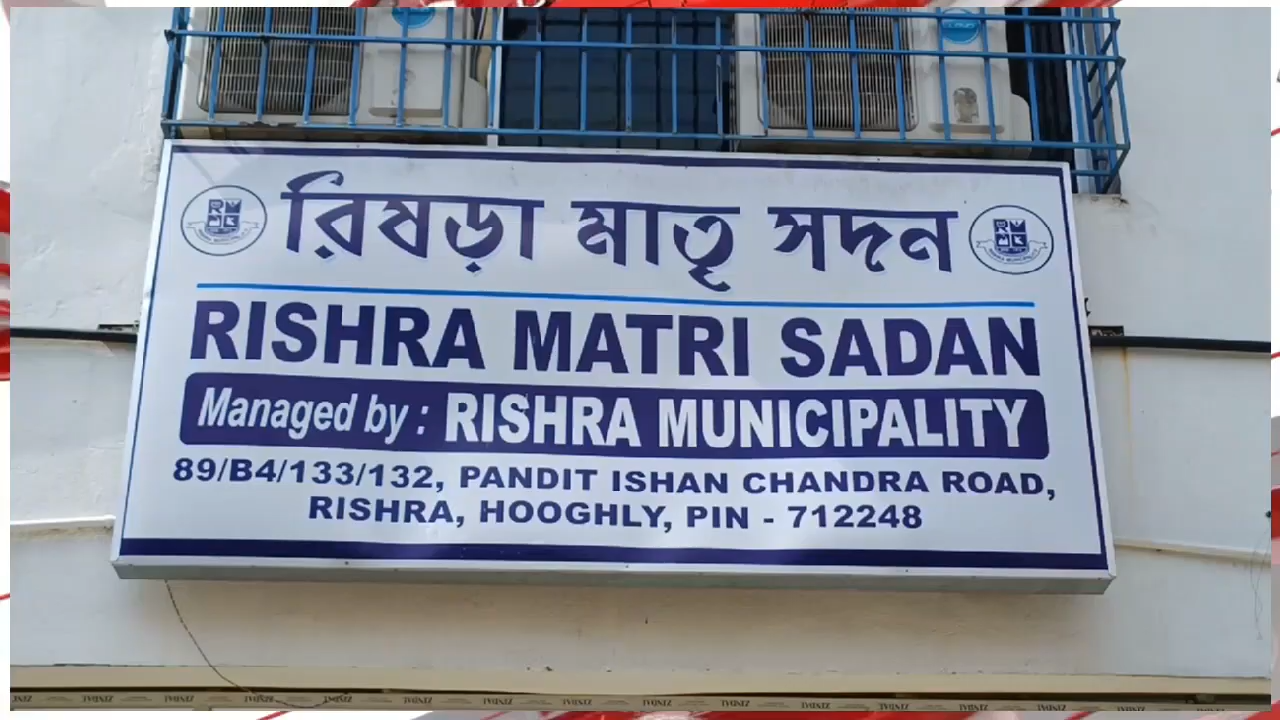 রিষড়া মাতৃ সদন
RISHRA MATRI SADAN
Managed by : RISHRA MUNICIPALITY
89/B4/133/132, PANDIT ISHAN CHANDRA ROAD,
RISHRA, HOOGHLY, PIN - 712248